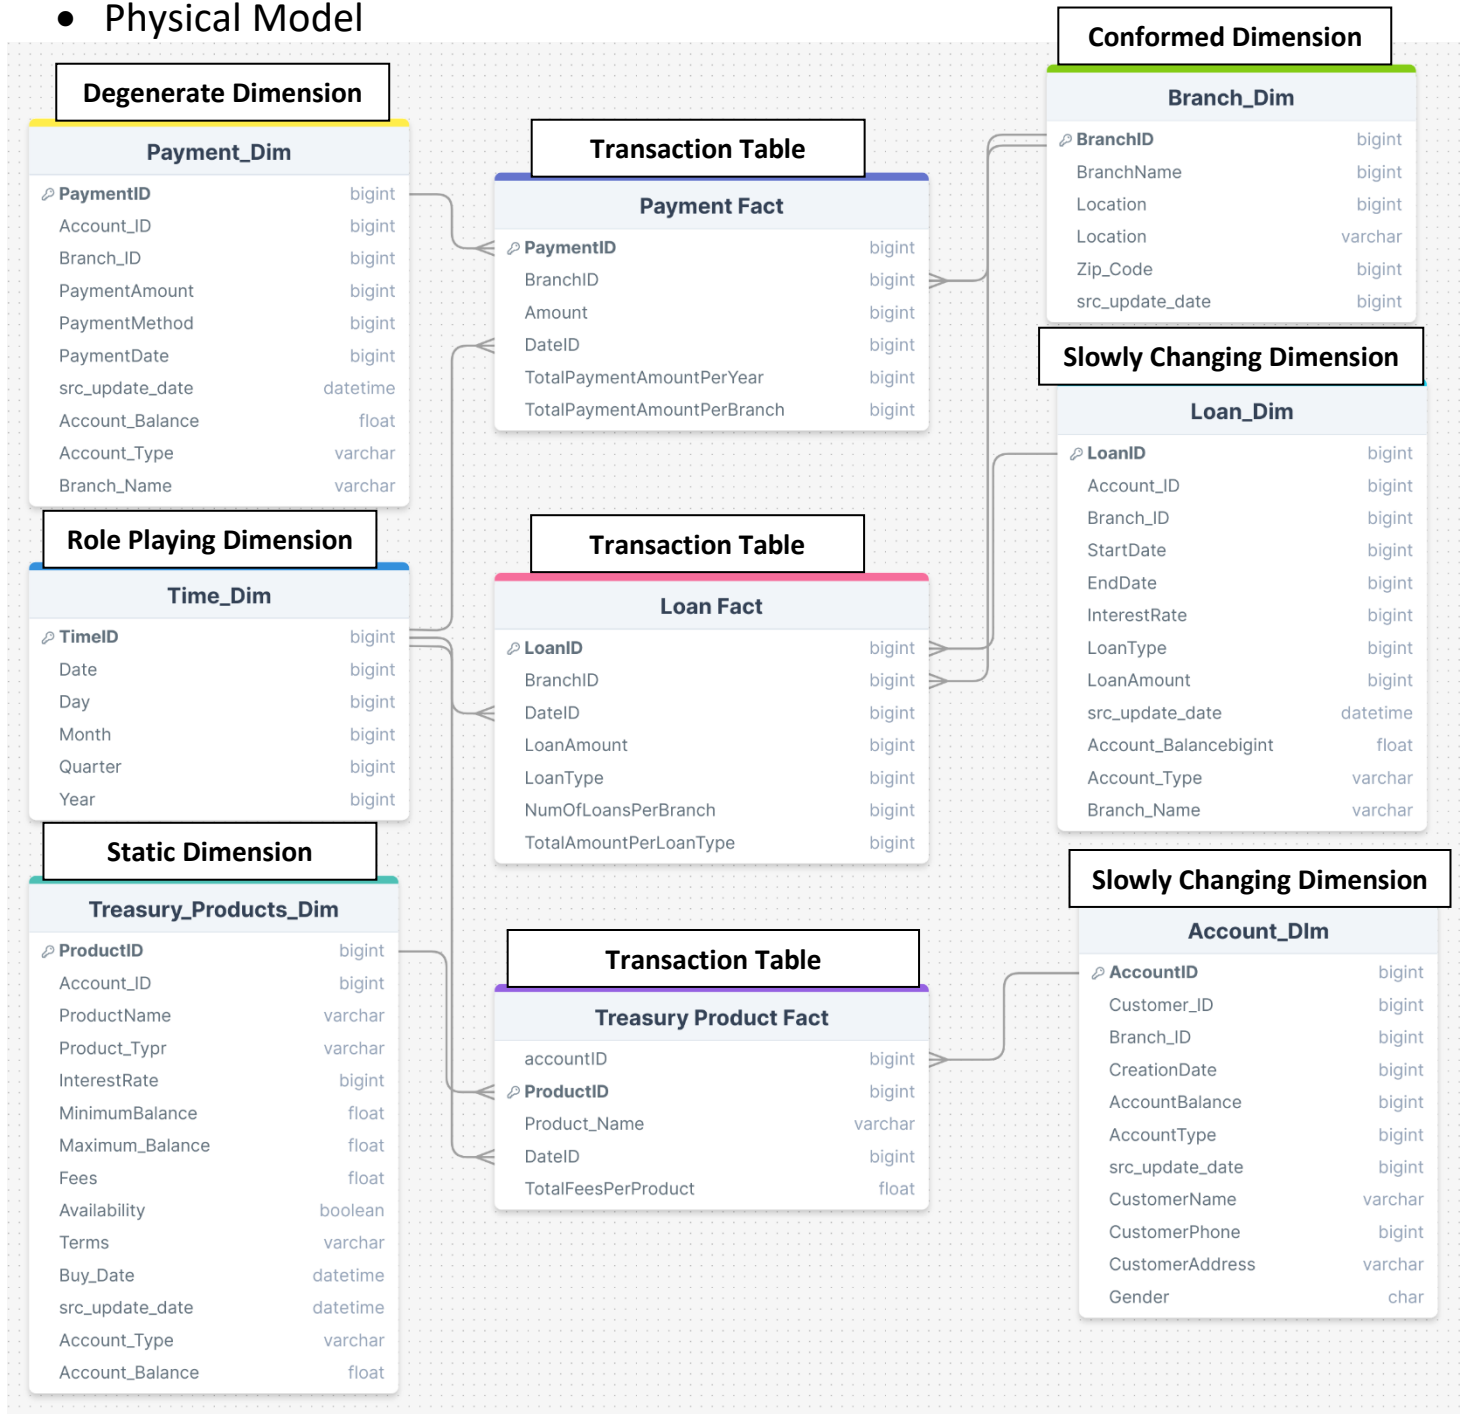 • Physical Model
Degenerate Dimension
Payment_Dim
PaymentID bigint
Account_ID bigint
Branch_ID bigint
PaymentAmount bigint
PaymentMethod bigint
PaymentDate bigint
src_update_date datetime
Account_Balance float
Account_Type varchar
Branch_Name varchar
Role Playing Dimension
Time_Dim
TimeID bigint
Date bigint
Day bigint
Month bigint
Quarter bigint
Year bigint
Static Dimension
Treasury_Products_Dim
ProductID bigint
Account_ID bigint
ProductName varchar
Product_Typr varchar
InterestRate bigint
MinimumBalance float
Maximum_Balance float
Fees float
Availability boolean
Terms varchar
Buy_Date datetime
src_update_date datetime
Account_Type varchar
Account_Balance float
Transaction Table
Payment Fact
PaymentID bigint
BranchID bigint
Amount bigint
DateID bigint
TotalPaymentAmountPerYear bigint
TotalPaymentAmountPerBranch bigint
Transaction Table
Loan Fact
LoanID bigint
BranchID bigint
DateID bigint
LoanAmount bigint
LoanType bigint
NumOfLoansPerBranch bigint
TotalAmountPerLoanType bigint
Transaction Table
Treasury Product Fact
accountID bigint
ProductID bigint
Product_Name varchar
DateID bigint
TotalFeesPerProduct float
Conformed Dimension
Branch_Dim
BranchID bigint
BranchName bigint
Location bigint
Location varchar
Zip_Code bigint
src_update_date bigint
Slowly Changing Dimension
Loan_Dim
LoanID bigint
Account_ID bigint
Branch_ID bigint
StartDate bigint
EndDate bigint
InterestRate bigint
LoanType bigint
LoanAmount bigint
src_update_date datetime
Account_Balancebigint float
Account_Type varchar
Branch_Name varchar
Slowly Changing Dimension
Account_DIm
AccountID bigint
Customer_ID bigint
Branch_ID bigint
CreationDate bigint
AccountBalance bigint
AccountType bigint
src_update_date bigint
CustomerName varchar
CustomerPhone bigint
CustomerAddress varchar
Gender char